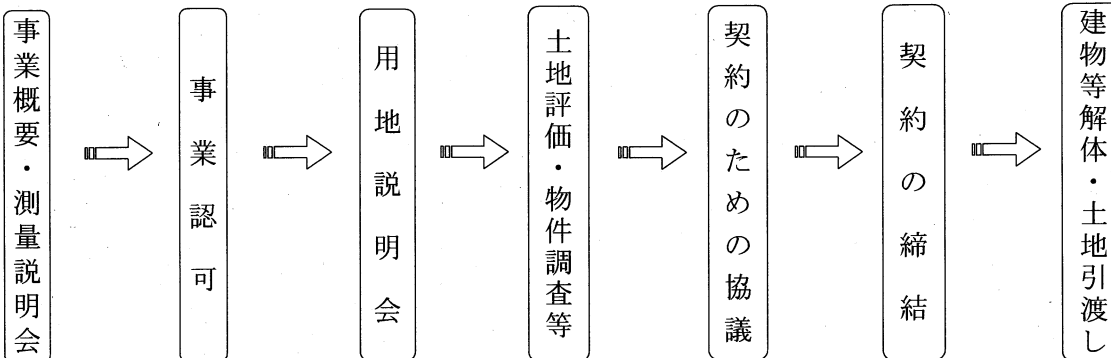 事業概要・測量説明会
事業認可
用地説明会
土地評価・物件調査等
契約のための協議
契約の締結
建物等解体・土地引渡し